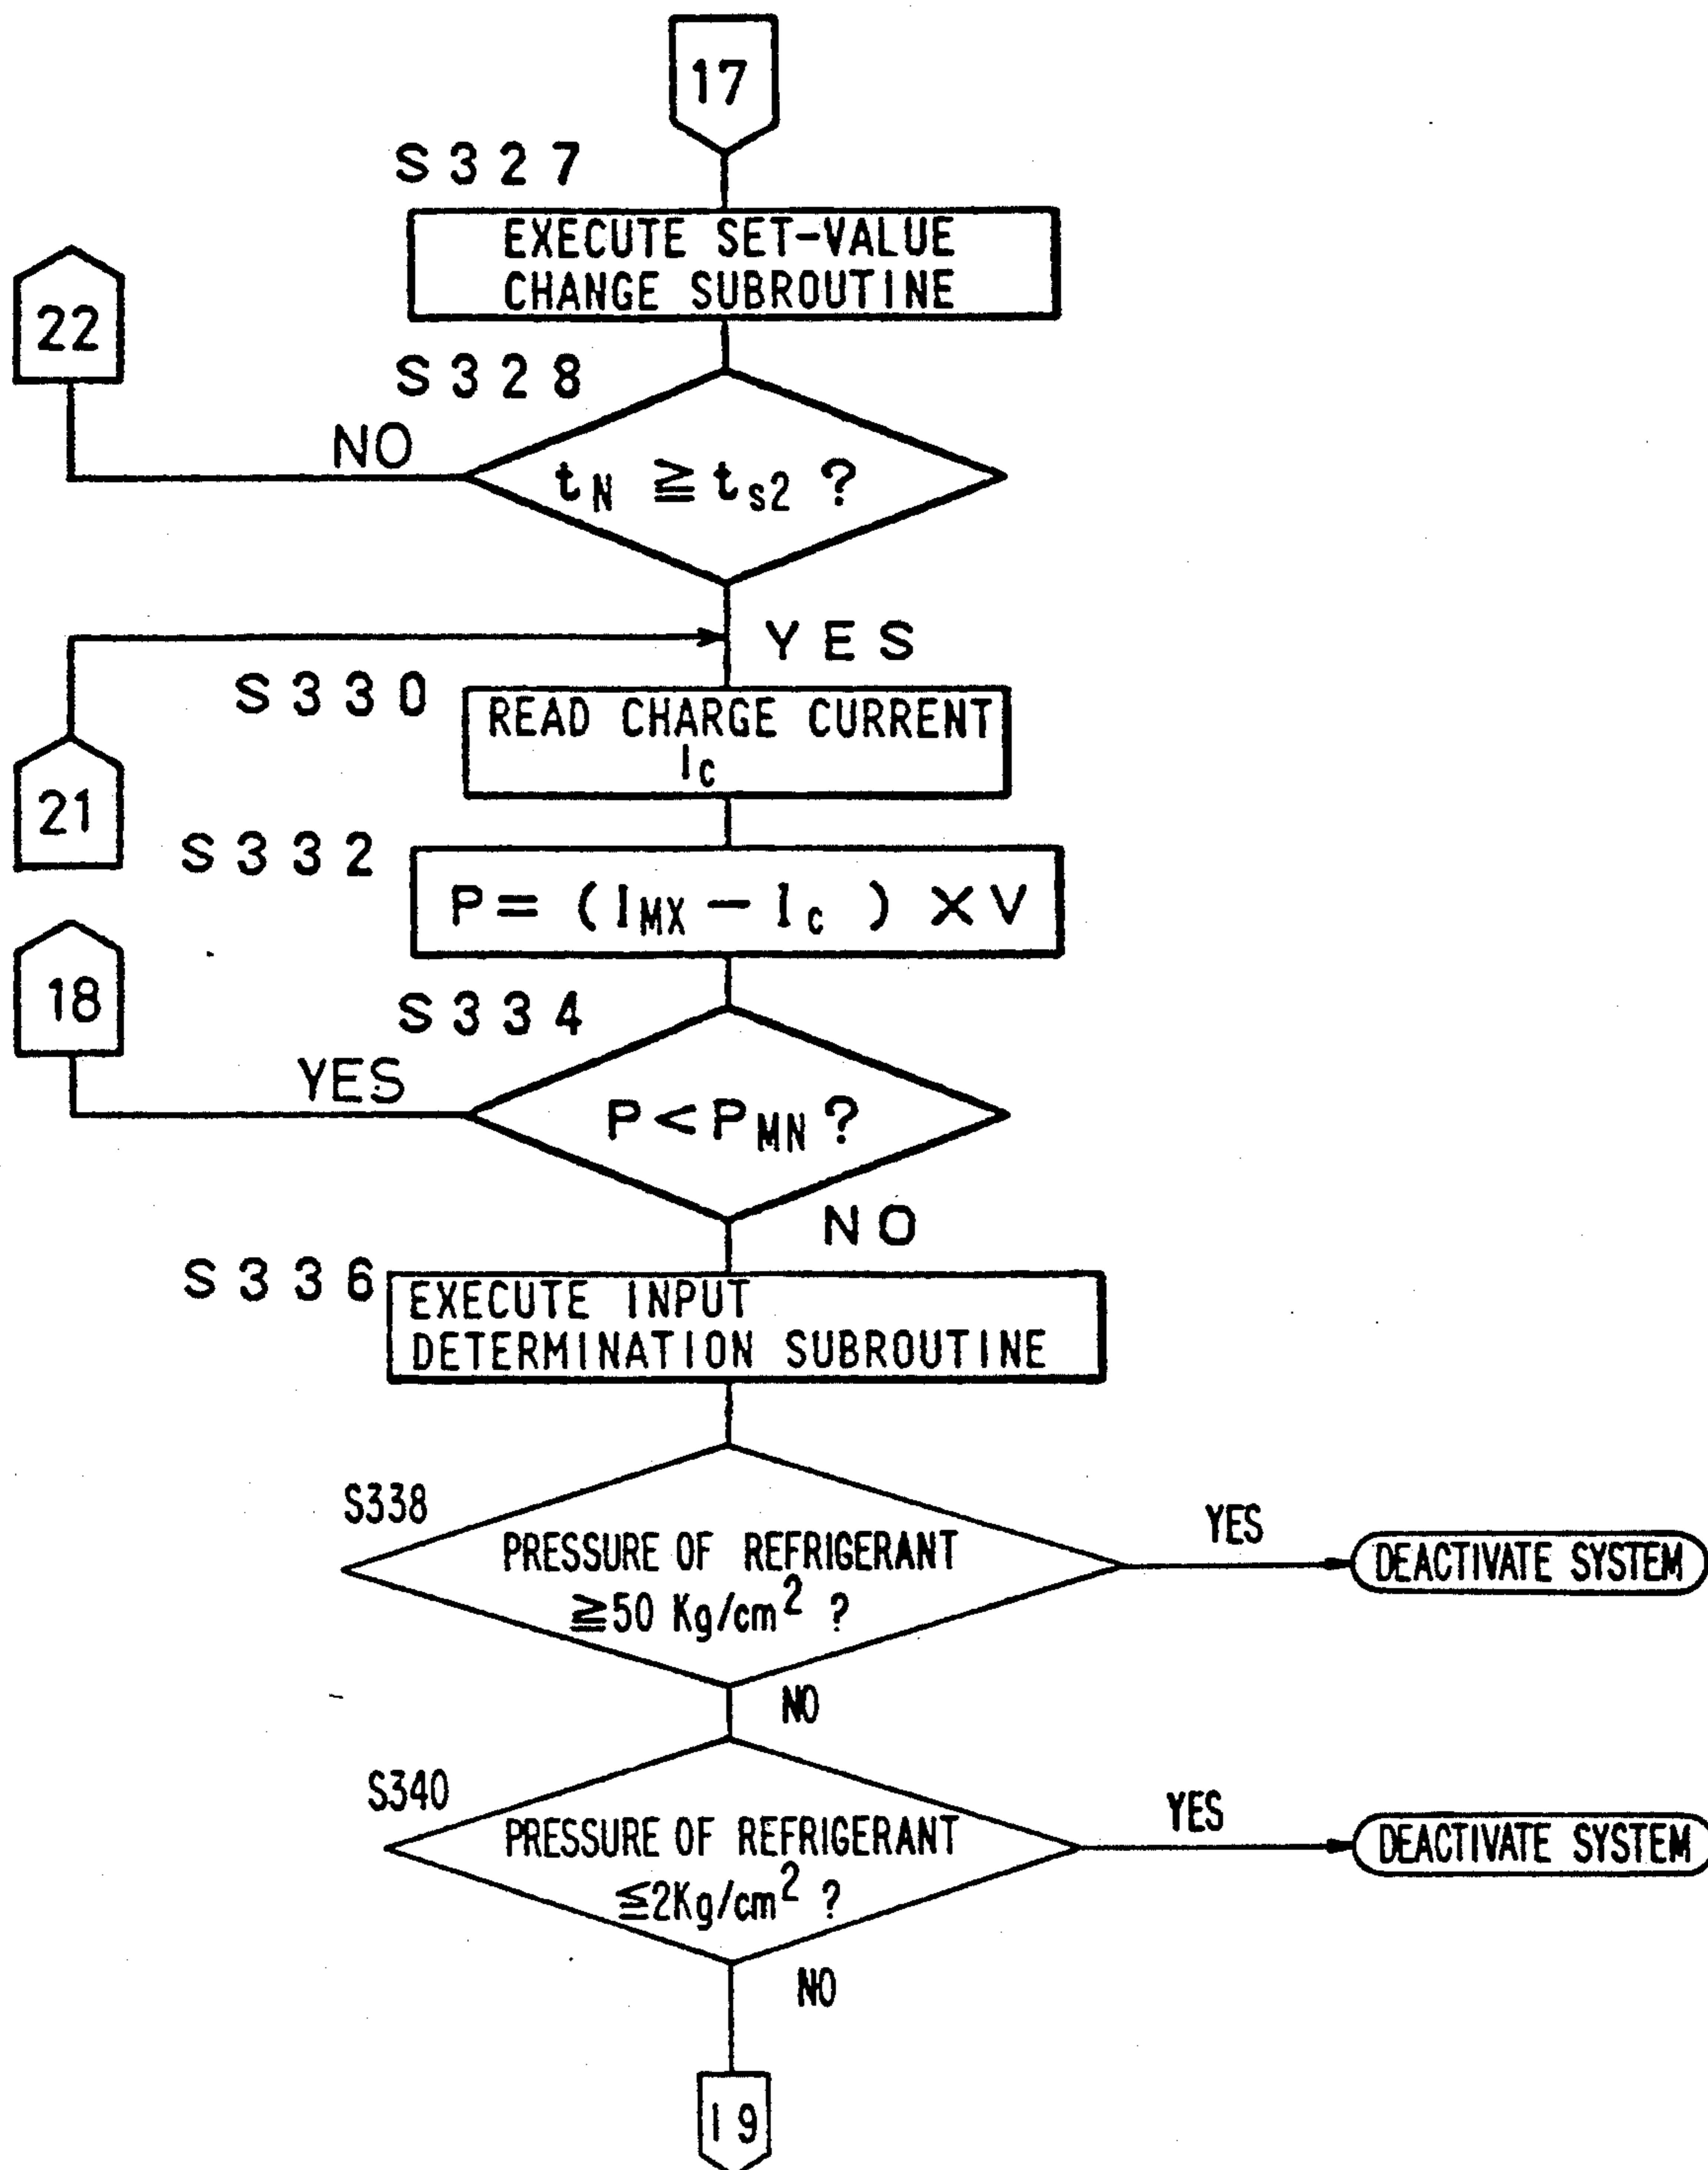 17
S327
EXECUTE SET-VALUE
CHANGE SUBROUTINE
22
S328
NO
tN ≧ ts2 ?
YES
S330
READ CHARGE CURRENT
Ic
21
S332
P = (IMX − Ic) × V
18
S334
YES
P < PMN ?
NO
S336
EXECUTE INPUT
DETERMINATION SUBROUTINE
S338
PRESSURE OF REFRIGERANT
≧50 Kg/cm² ?
YES
DEACTIVATE SYSTEM
NO
S340
PRESSURE OF REFRIGERANT
≦2Kg/cm² ?
YES
DEACTIVATE SYSTEM
NO
19